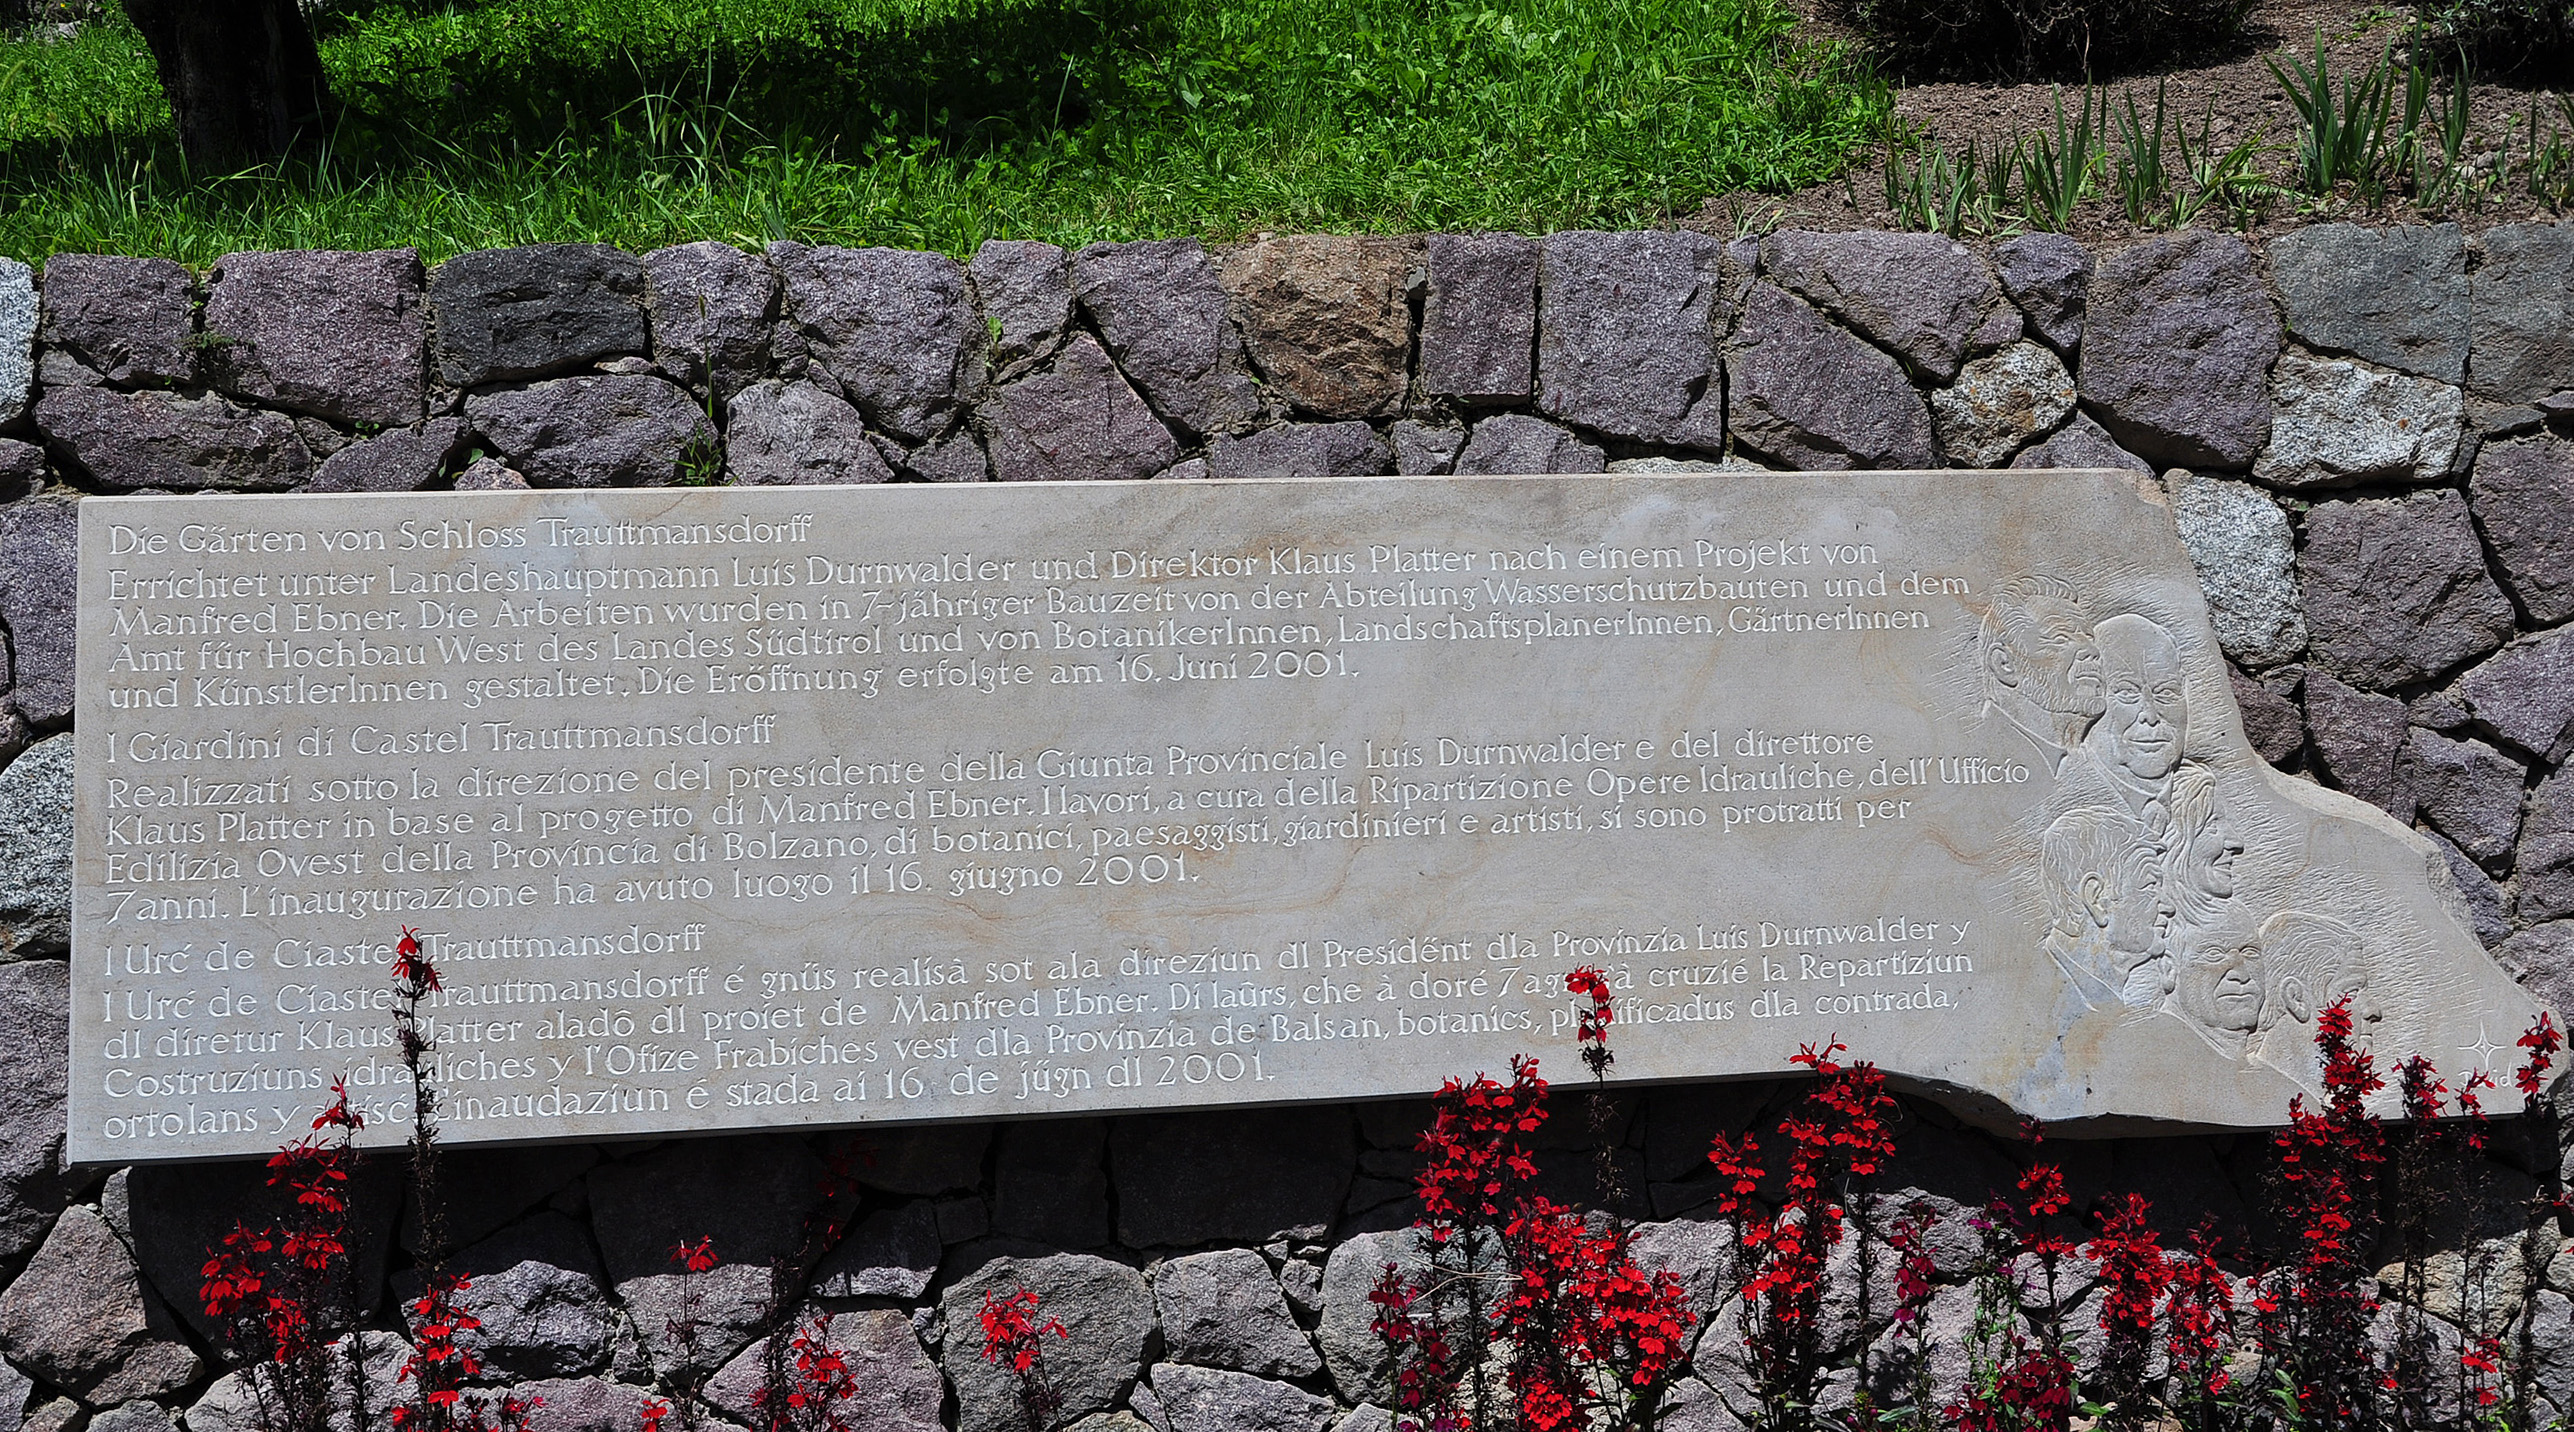 Die Gärten von Schloss Trauttmansdorff
Errichtet unter Landeshauptmann Luis Durnwalder und Direktor Klaus Platter nach einem Projekt von
Manfred Ebner. Die Arbeiten wurden in 7-jähriger Bauzeit von der Abteilung Wasserschutzbauten und dem
Amt für Hochbau West des Landes Südtirol und von BotanikerInnen, LandschaftsplanerInnen, GärtnerInnen
und KünstlerInnen gestaltet. Die Eröffnung erfolgte am 16. Juni 2001.
I Giardini di Castel Trauttmansdorff
Realizzati sotto la direzione del presidente della Giunta Provinciale Luis Durnwalder e del direttore
Klaus Platter in base al progetto di Manfred Ebner. I lavori, a cura della Ripartizione Opere Idrauliche, dell'Ufficio
Edilizia Ovest della Provincia di Bolzano, di botanici, paesaggisti, giardinieri e artisti, si sono protratti per
7 anni. L'inaugurazione ha avuto luogo il 16. giugno 2001.
I Urć de Ciastel Trauttmansdorff
I Urć de Ciastel Trauttmansdorff é gnüs realisà sot ala direziun dl Presidënt dla Provinzia Luis Durnwalder y
dl diretur Klaus Platter aladô dl proiet de Manfred Ebner. Di laûrs, che à doré 7 cruzié la Repartiziun
Costruziuns idrauliches y l'Ofize Frabiches vest dla Provinzia de Balsan, botanics, dla contrada,
ortolans y L'inaudaziun é stada ai 16 de jügn dl 2001.